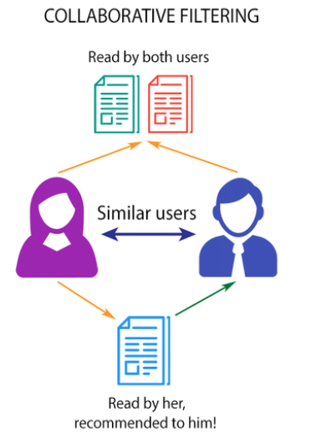 COLLABORATIVE FILTERING
Read by both users
Similar users
Read by her,
recommended to him!